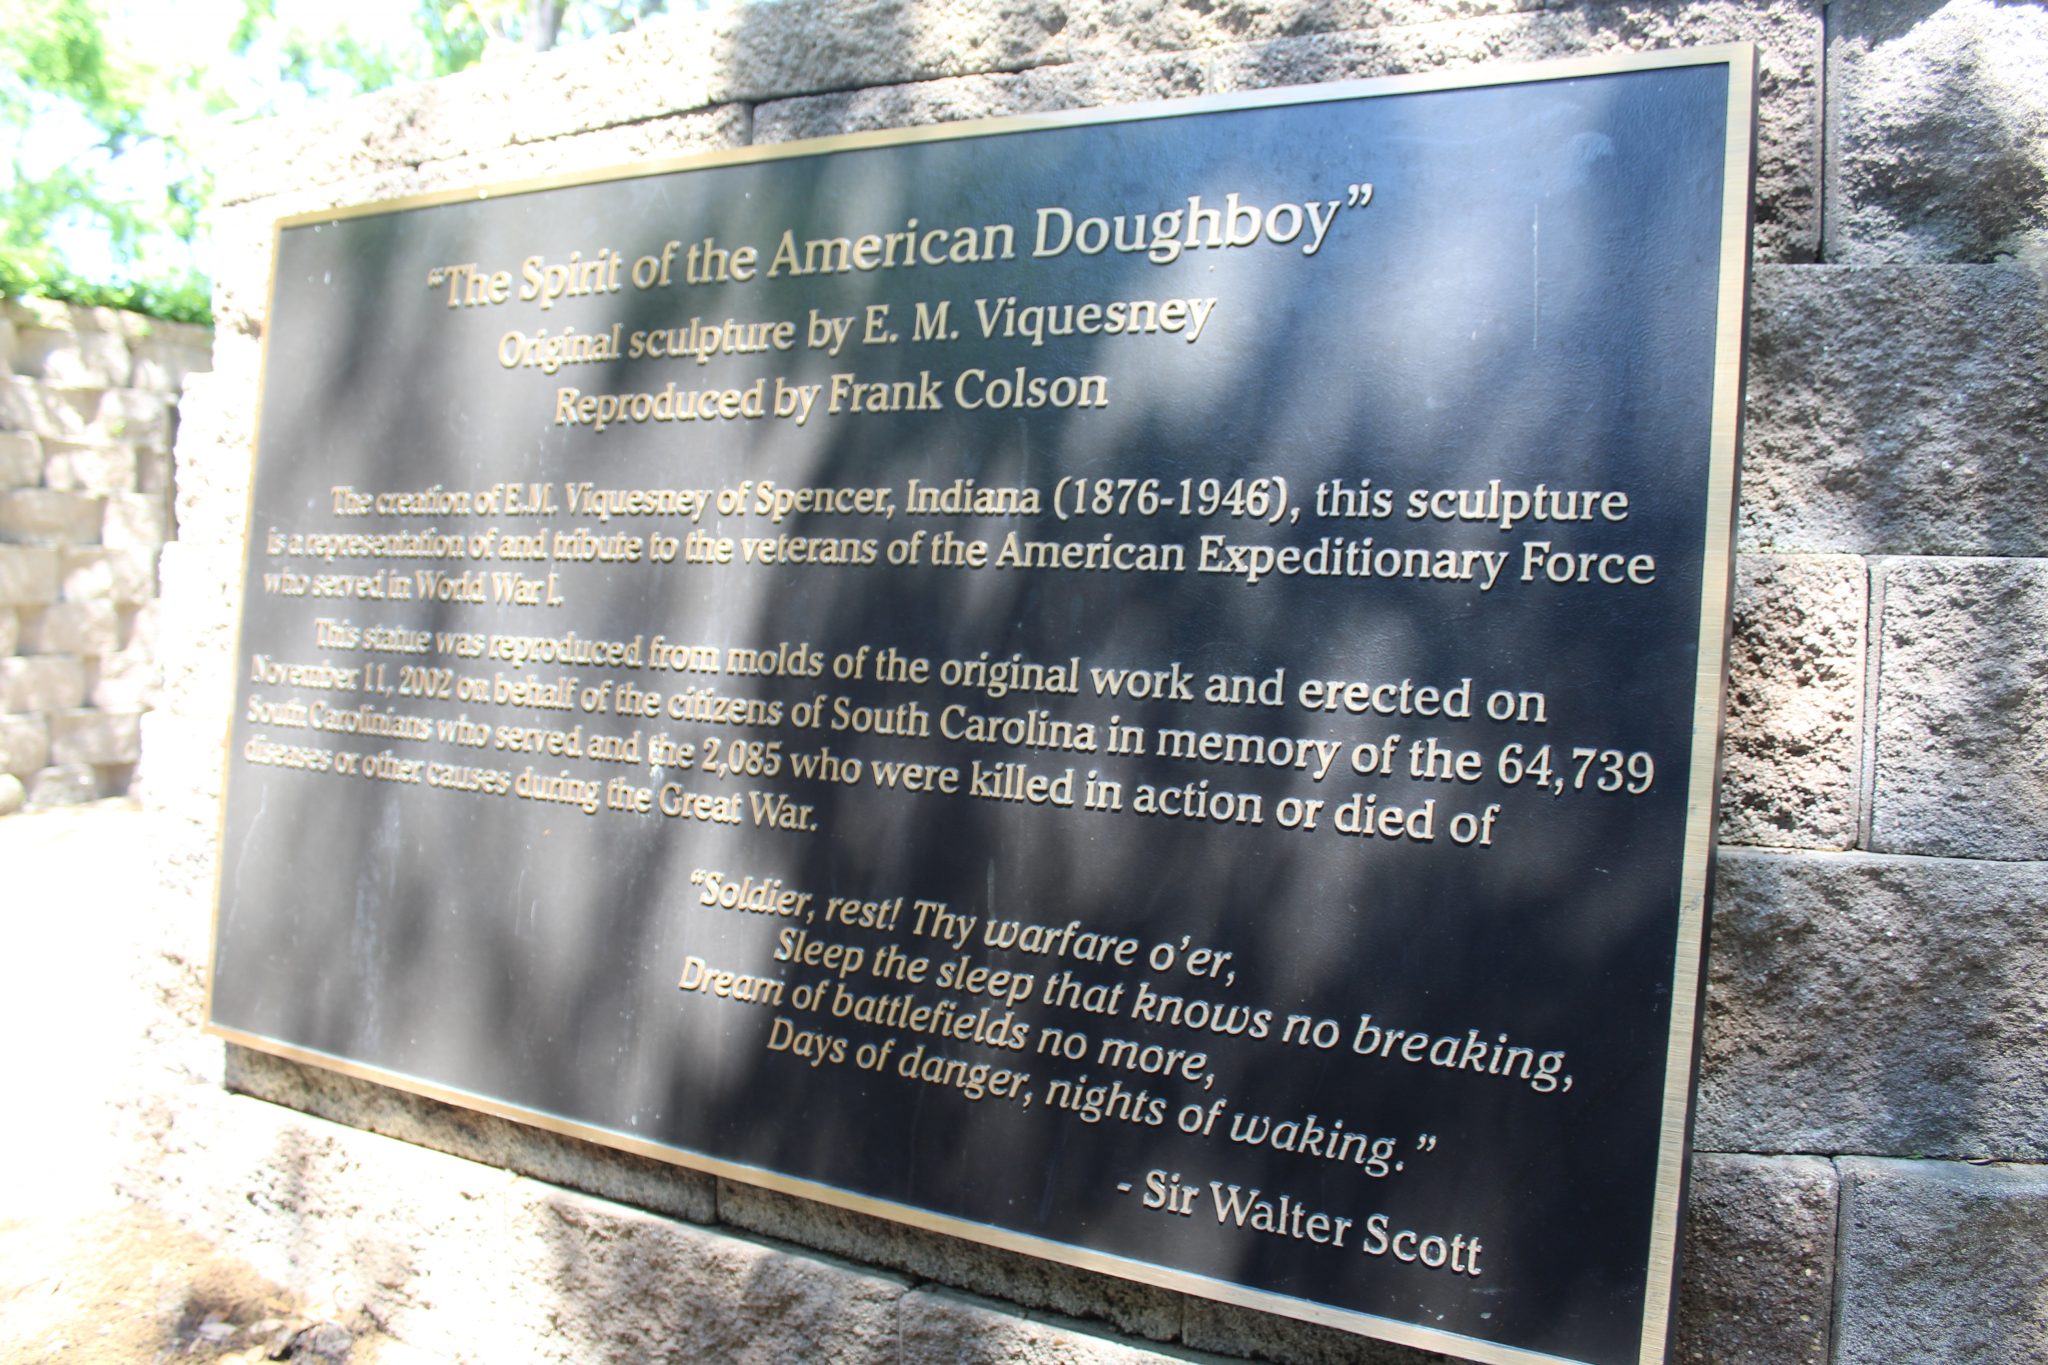 “The Spirit of the American Doughboy”
Original sculpture by E. M. Viquesney
Reproduced by Frank Colson
The creation of E.M. Viquesney of Spencer, Indiana (1876-1946), this sculpture
is a representation of and tribute to the veterans of the American Expeditionary Force
who served in World War I.
This statue was reproduced from molds of the original work and erected on
November 11, 2002 on behalf of the citizens of South Carolina in memory of the 64,739
South Carolinians who served and the 2,085 who were killed in action or died of
diseases or other causes during the Great War.
“Soldier, rest! Thy warfare o’er,
Sleep the sleep that knows no breaking,
Dream of battlefields no more,
Days of danger, nights of waking.”
- Sir Walter Scott